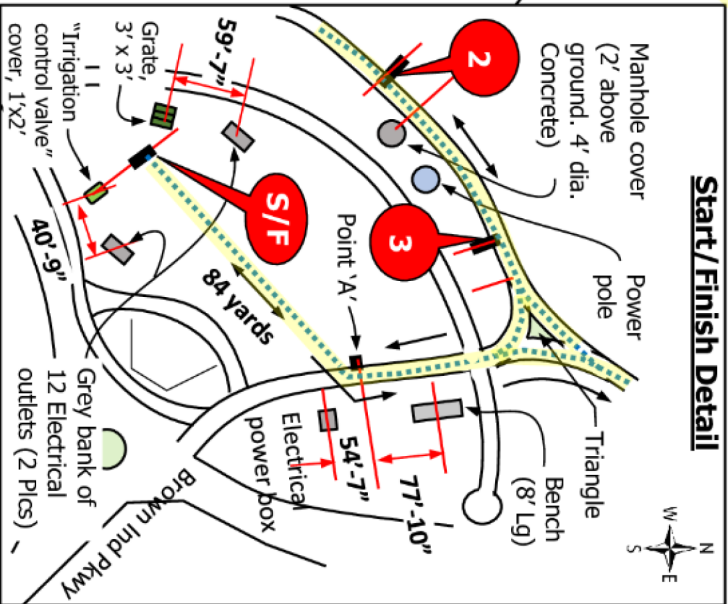 Start/Finish Detail
N
W
E
S
Manhole cover
(2' above
ground. 4' dia.
Concrete)
Power
pole
Triangle
Bench
(8' Lg)
2
3
59'-7"
Grate,
3' x 3'
"Irrigation
control valve"
cover, 1'x2'
S/F
Point 'A'
84 yards
40'-9"
77'-10"
54'-7"
Electrical
power box
Grey bank of
12 Electrical
outlets (2 Plcs)
Brown Ind Pkwy